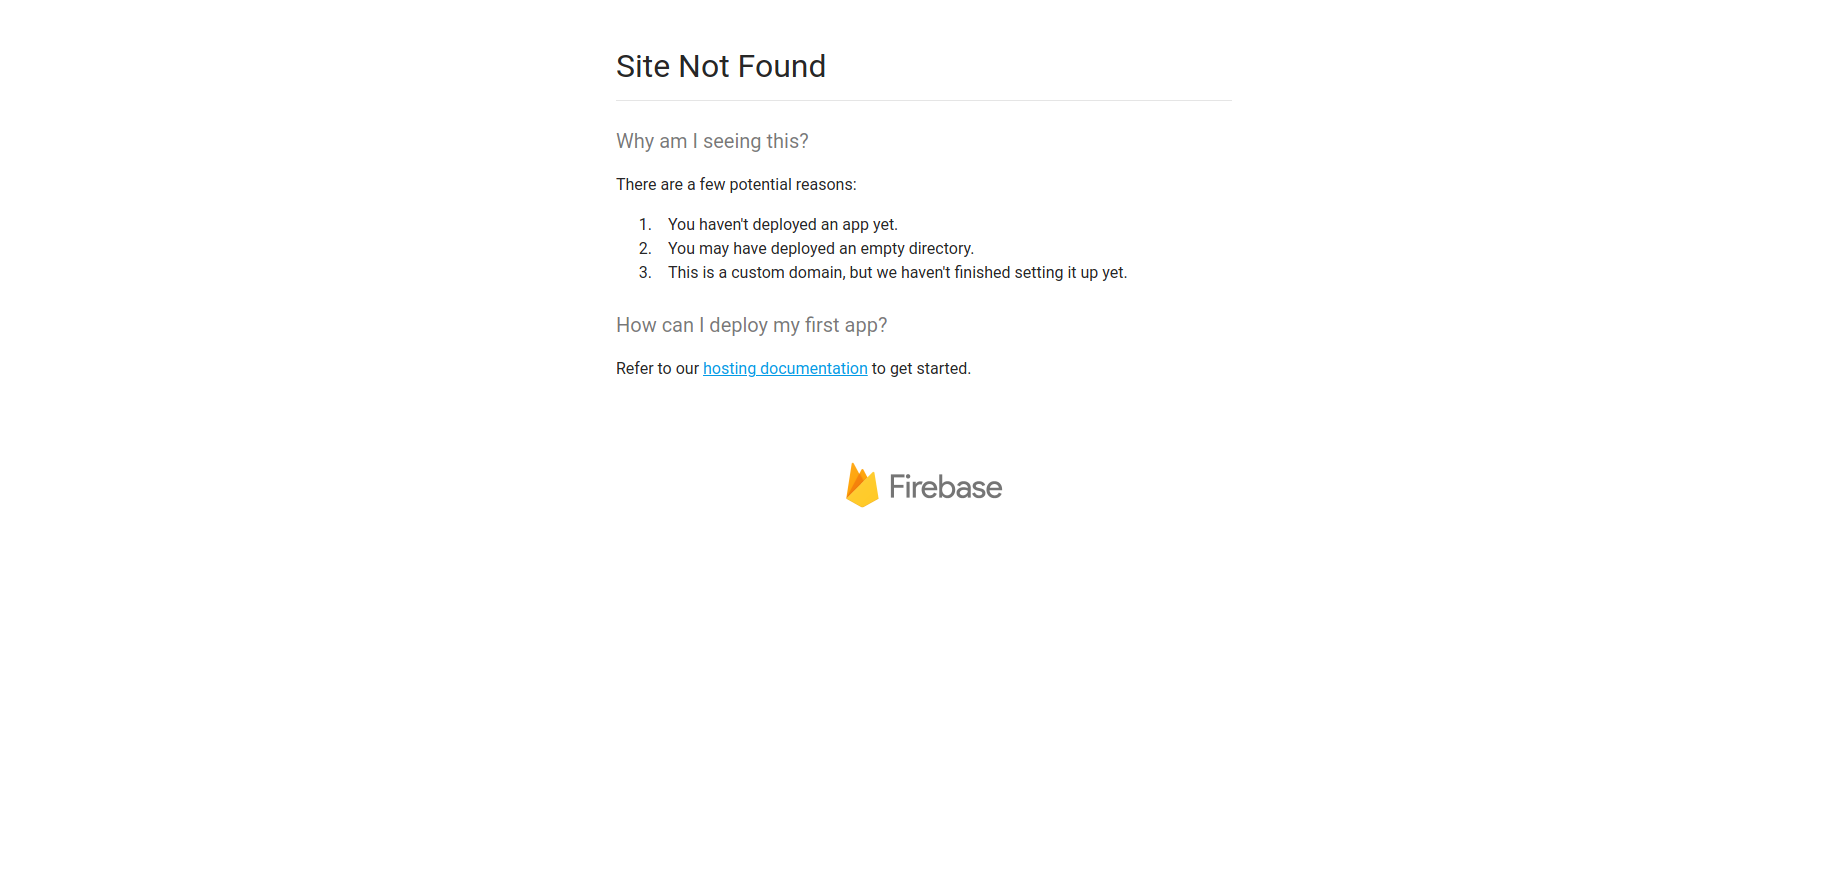 Site Not Found
Why am I seeing this?
There are a few potential reasons:
1. You haven't deployed an app yet.
2. You may have deployed an empty directory.
3. This is a custom domain, but we haven't finished setting it up yet.
How can I deploy my first app?
Refer to our hosting documentation to get started.
Firebase